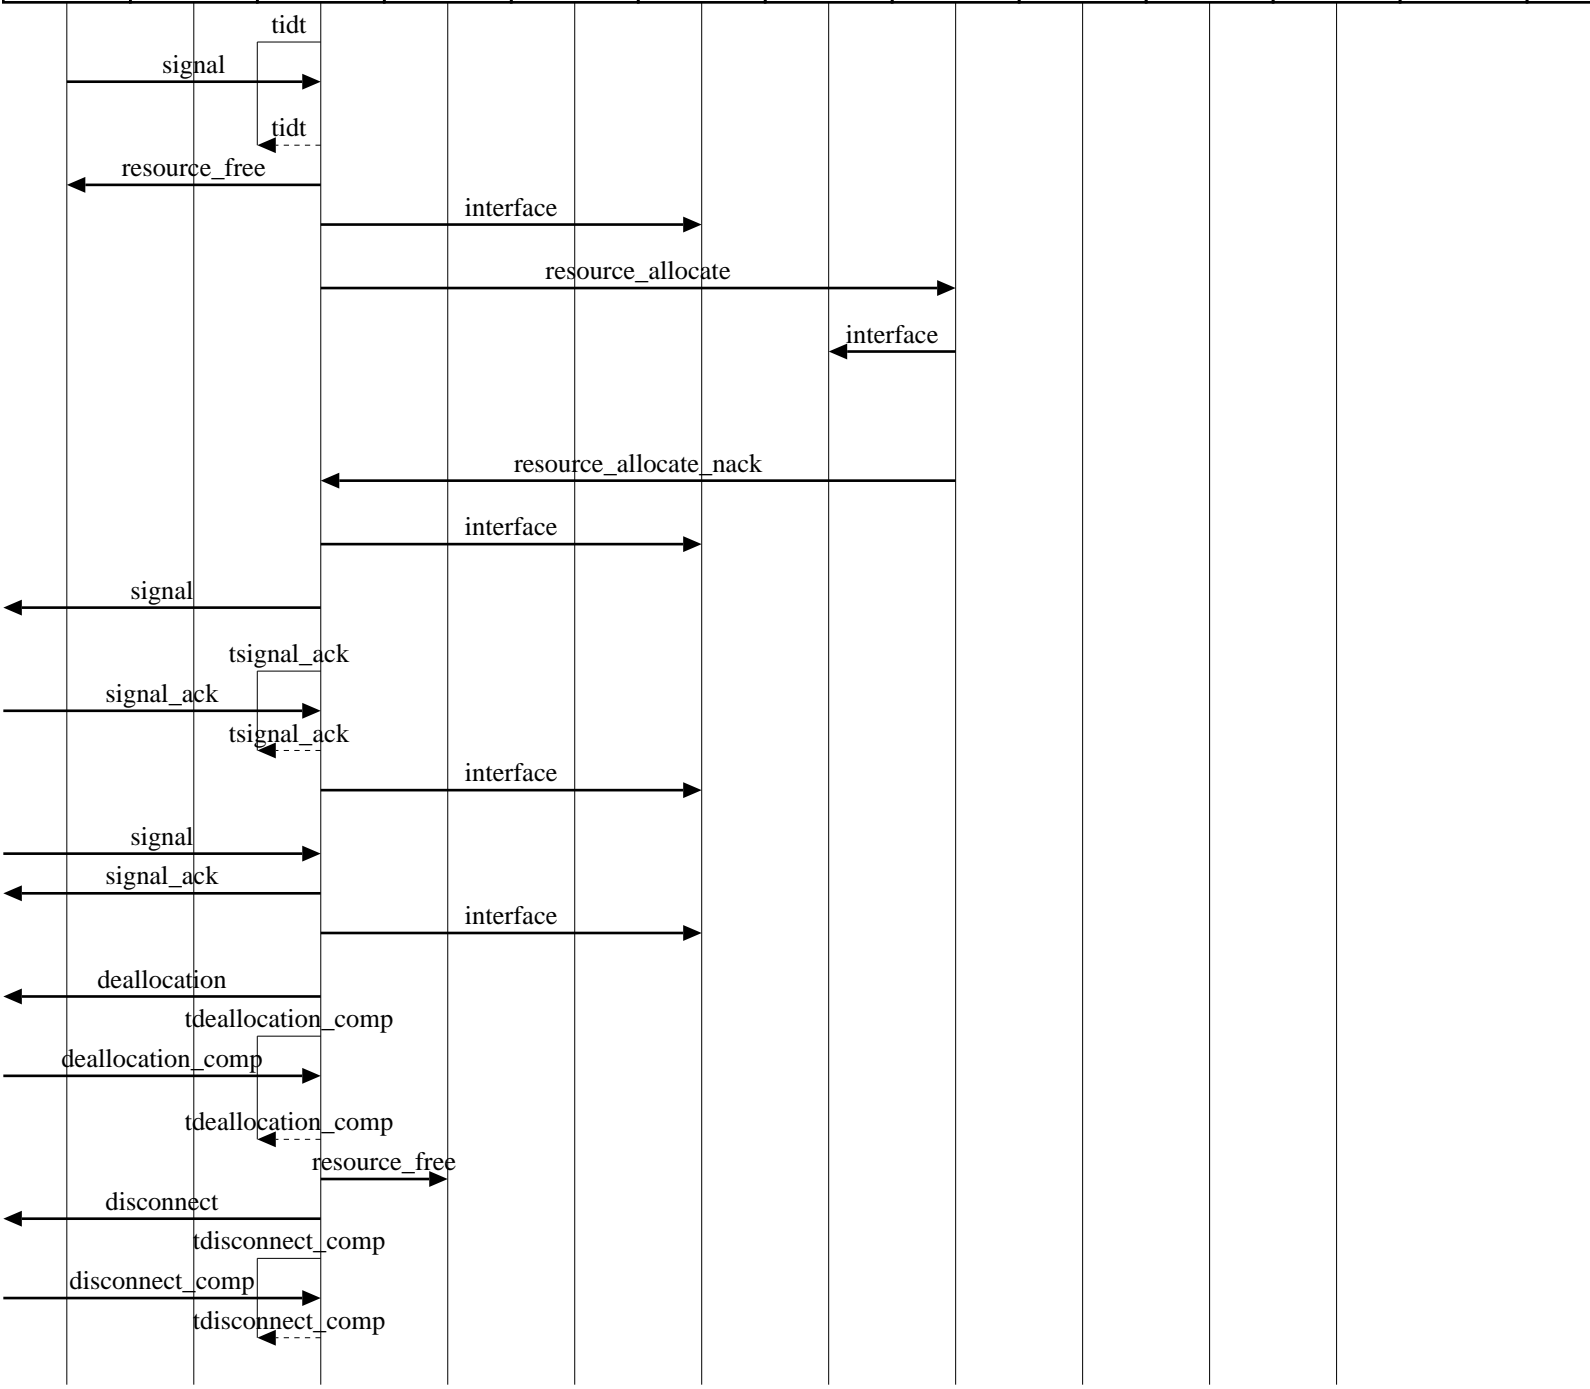 tidt
signal
tidt
resource_free
interface
resource_allocate
interface
resource_allocate_nack
interface
signal
tsignal_ack
signal_ack
tsignal_ack
interface
signal
signal_ack
interface
deallocation
tdeallocation_comp
deallocation_comp
tdeallocation_comp
resource_free
disconnect
tdisconnect_comp
disconnect_comp
tdisconnect_comp